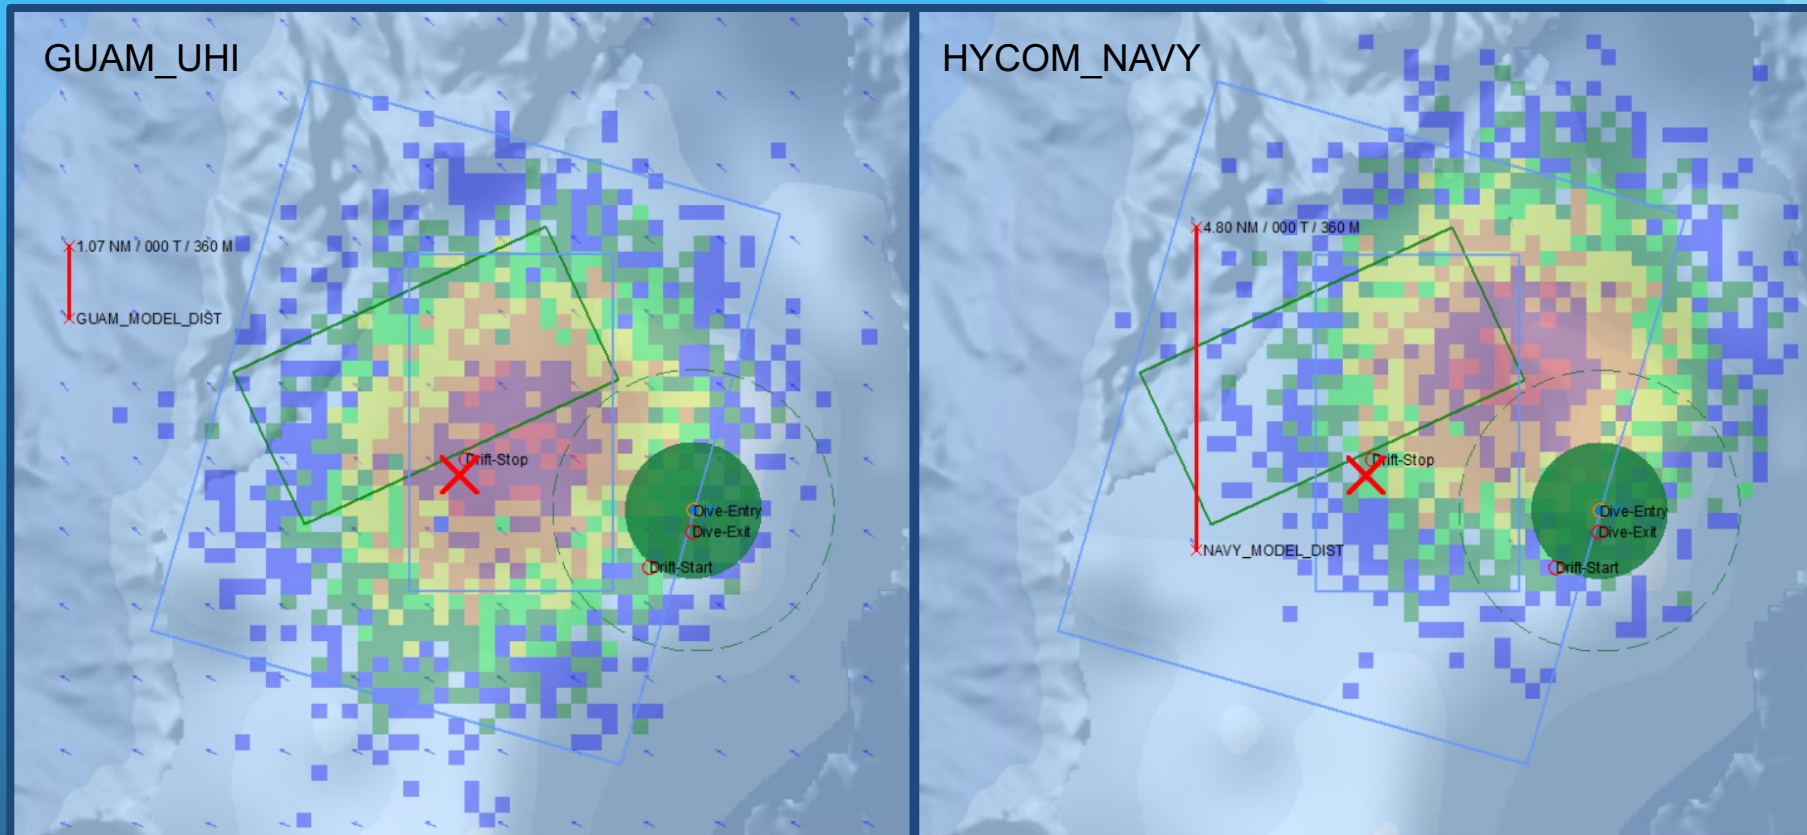 GUAM_UHI
1.07 NM / 000 T / 360 M
GUAM_MODEL_DIST
Drift-Stop
Dive-Entry
Dive-Exit
Drift-Start
HYCOM_NAVY
4.80 NM / 000 T / 360 M
Drift-Stop
Dive-Entry
Dive-Exit
NAVY_MODEL_DIST
Drift-Start